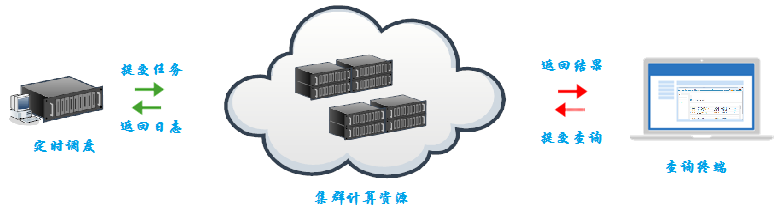 提交任务
返回日志
定时调度
集群计算资源
返回结果
提交查询
查询终端